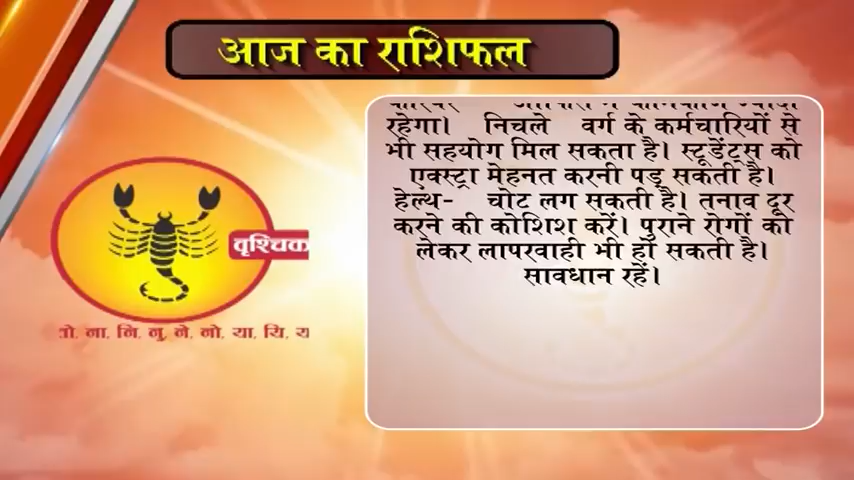 आज का राशिफल
रहेगा। निचले वर्ग के कर्मचारियों से
भी सहयोग मिल सकता है। स्टूडेंट्स को
एक्स्ट्रा मेहनत करनी पड़ सकती है।
हेल्थ- चोट लग सकती है। तनाव दूर
करने की कोशिश करें। पुराने रोगों को
लेकर लापरवाही भी हो सकती है।
सावधान रहें।
वृश्चिक
ना, नि, नु, ने, नो, या, यि,